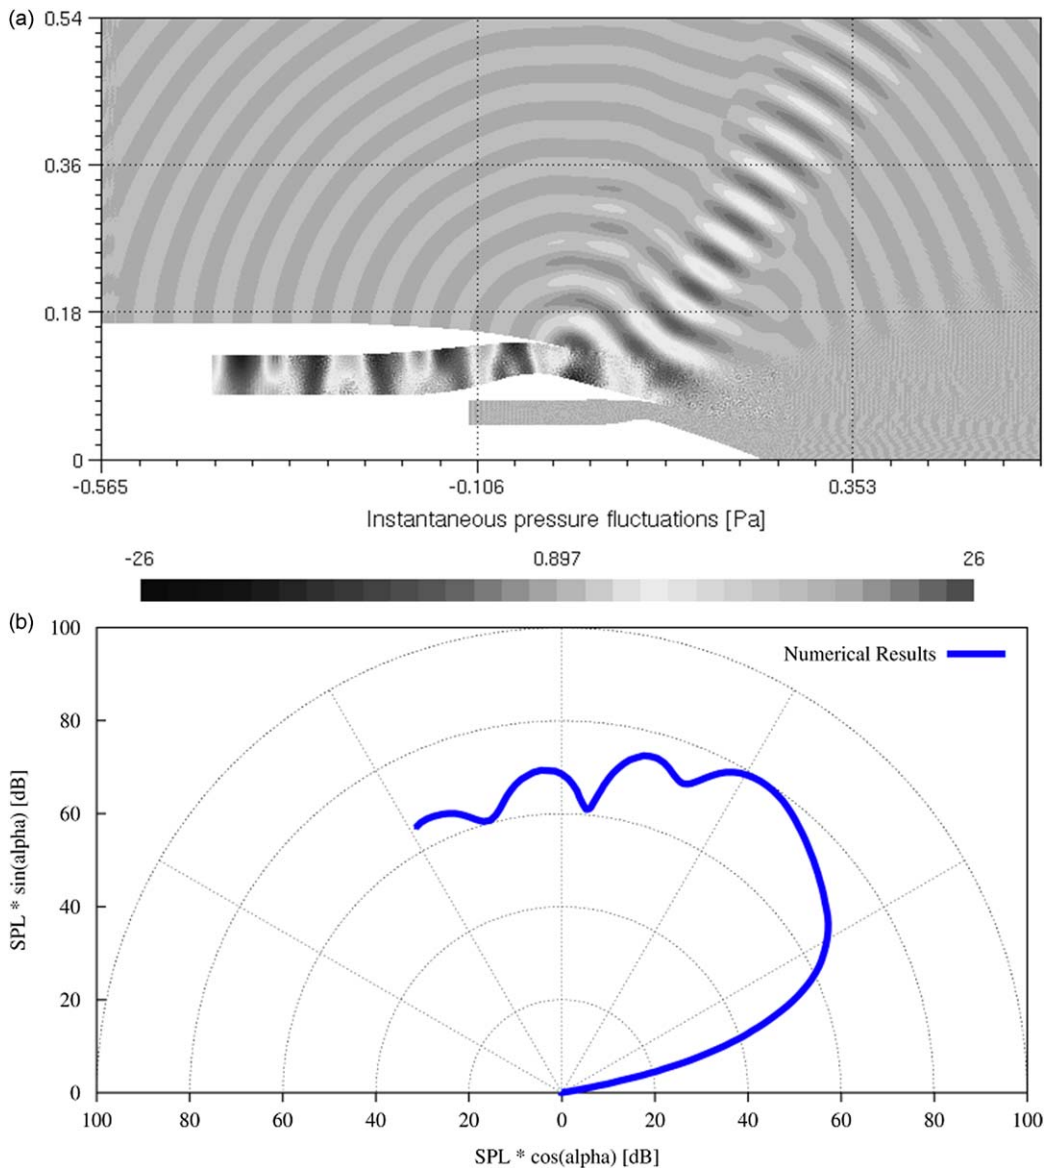 (a)
0.54
0.36
0.18
0
-0.565 -0.106 0.353
Instantaneous pressure fluctuations [Pa]
-26 0.897 26
(b)
100
80
60
40
20
0
SPL * sin(alpha) [dB]
Numerical Results
100 80 60 40 20 0 20 40 60 80 100
SPL * cos(alpha) [dB]